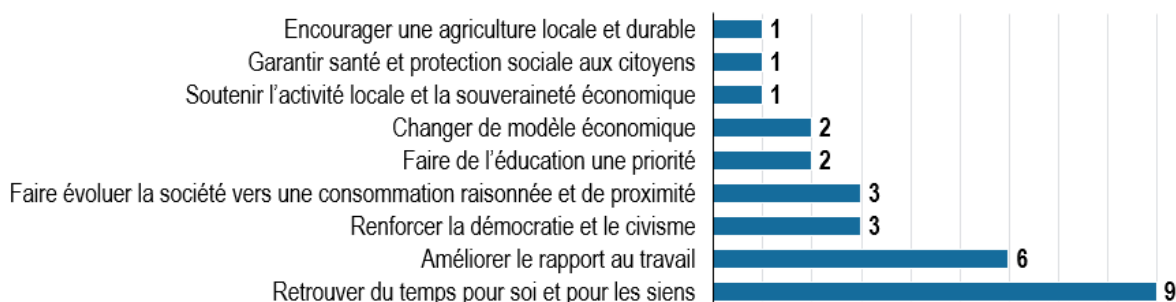 Encourager une agriculture locale et durable 1
Garantir santé et protection sociale aux citoyens 1
Soutenir l’activité locale et la souveraineté économique 1
Changer de modèle économique 2
Faire de l’éducation une priorité 2
Faire évoluer la société vers une consommation raisonnée et de proximité 3
Renforcer la démocratie et le civisme 3
Améliorer le rapport au travail 6
Retrouver du temps pour soi et pour les siens 9